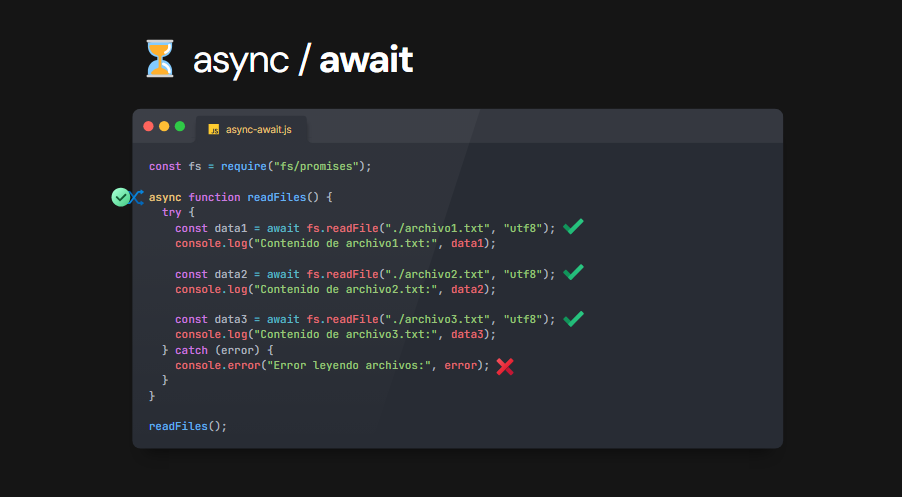 async / await
JS async-await.js
const fs = require("fs/promises");
async function readFiles() {
try {
const data1 = await fs.readFile("./archivo1.txt", "utf8");
console.log("Contenido de archivo1.txt:", data1);
const data2 = await fs.readFile("./archivo2.txt", "utf8");
console.log("Contenido de archivo2.txt:", data2);
const data3 = await fs.readFile("./archivo3.txt", "utf8");
console.log("Contenido de archivo3.txt:", data3);
} catch (error) {
console.error("Error leyendo archivos:", error);
}
}
readFiles();